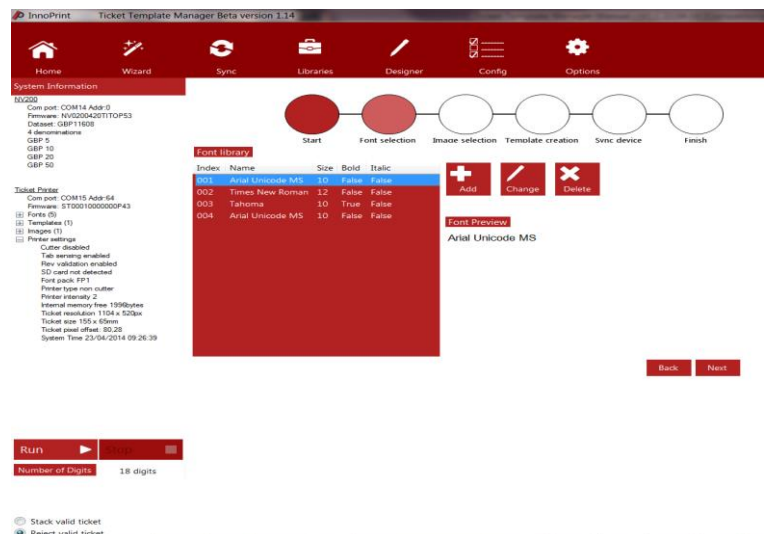 InnoPrint Ticket Template Manager Beta version 1.14
Home Wizard Sync Libraries Designer Config Options
System Information
NV200
Com port: COM14 Addr:0
Firmware: NV0200420TITOP53
Dataset: GBP11608
4 denominations
GBP 5
GBP 10
GBP 20
GBP 50
Ticket Printer
Com port: COM15 Addr:64
Firmware: ST00010000000P43
Fonts (5)
Templates (1)
Images (1)
Printer settings
Cutter disabled
Tab sensing enabled
Rev validation enabled
SD card not detected
Font pack FP1
Printer type non cutter
Printer intensity 2
Internal memory free 1996bytes
Ticket resolution 1104 x 520px
Ticket size 155 x 65mm
Ticket pixel offset: 80,28
System Time 23/04/2014 09:26:39
Start Font selection Image selection Template creation Sync device Finish
Font library
Index Name Size Bold Italic
001 Arial Unicode MS 10 False False
002 Times New Roman 12 False False
003 Tahoma 10 True False
004 Arial Unicode MS 10 False False
Add Change Delete
Font Preview
Arial Unicode MS
Back Next
Run Stop
Number of Digits 18 digits
Stack valid ticket
Reject valid ticket